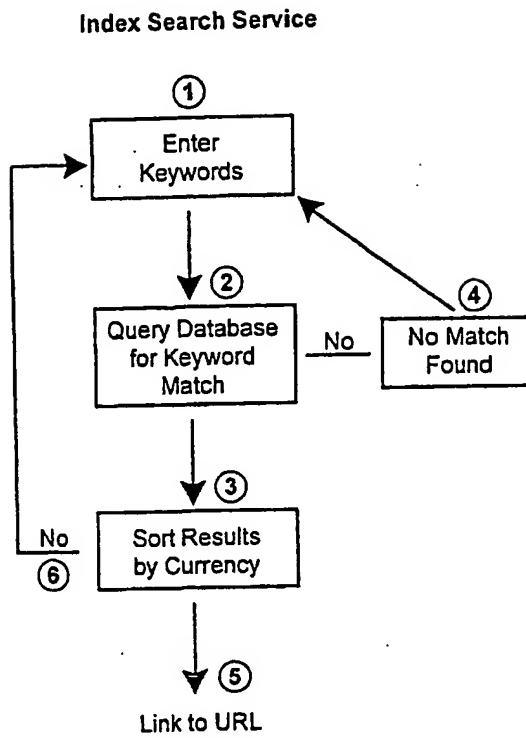 Index Search Service
①
Enter
Keywords
②
④
Query Database
for Keyword
Match
No
No Match
Found
③
No
⑥
Sort Results
by Currency
⑤
Link to URL